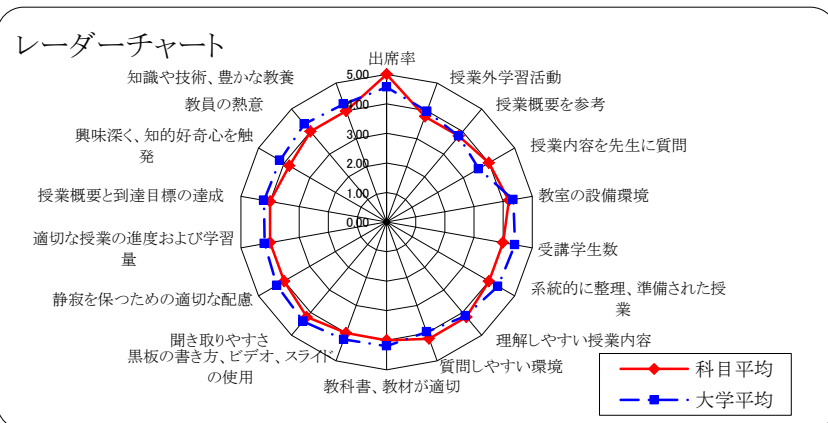 レーダーチャート
出席率
授業外学習活動
授業概要を参考
授業内容を先生に質問
教室の設備環境
受講学生数
系統的に整理、準備された授
業
理解しやすい授業内容
質問しやすい環境
教科書、教材が適切
黒板の書き方、ビデオ、スライド
の使用
聞き取りやすさ
静寂を保つための適切な配慮
適切な授業の進度および学習
量
授業概要と到達目標の達成
興味深く、知的好奇心を触
発
教員の熱意
知識や技術、豊かな教養
5.00
4.00
3.00
2.00
1.00
0.00
科目平均
大学平均